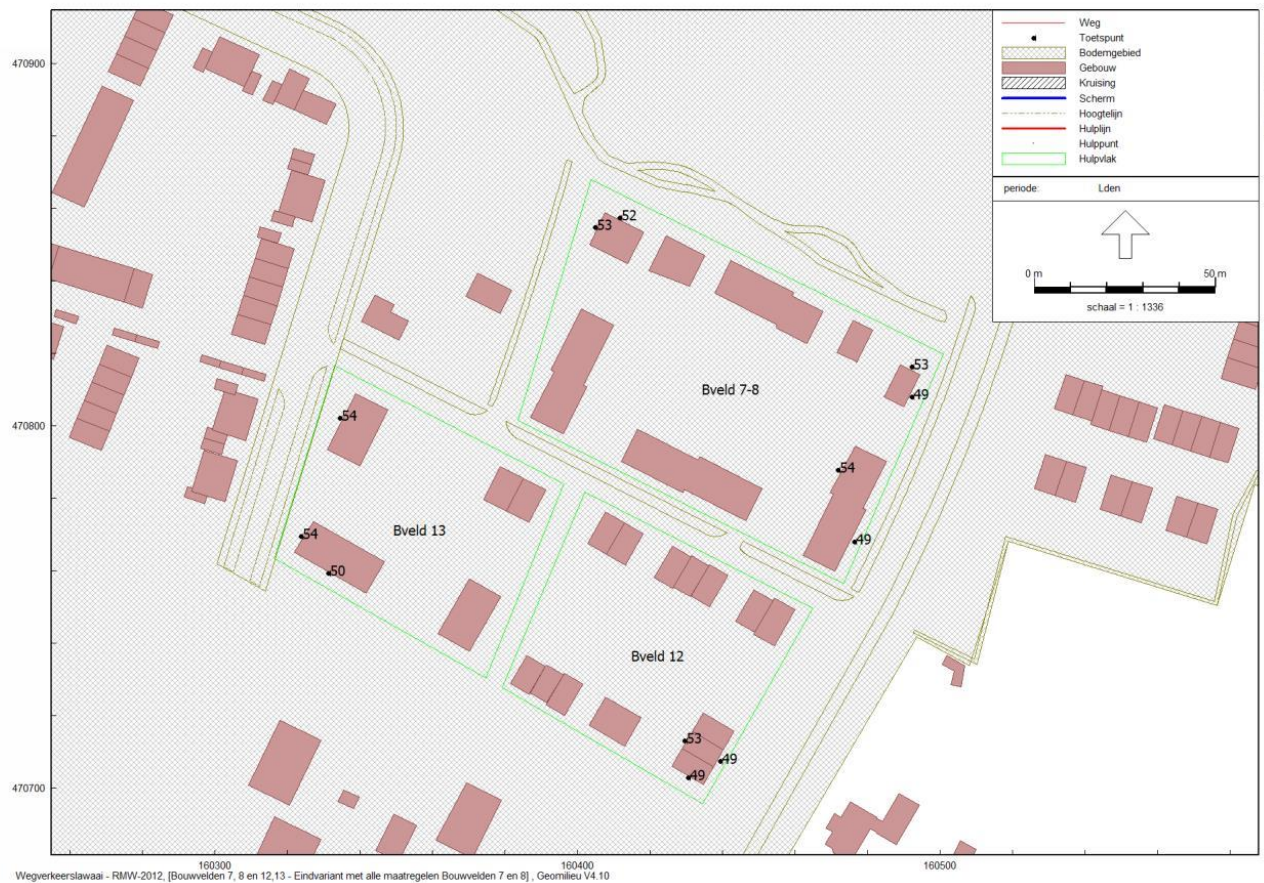 Weg
Toetspunt
Bodemgebied
Gebouw
Kruising
Scherm
Hoogtelijn
Hulplijn
Hulppunt
Hulpvlak
periode: Lden
0 m 50 m
schaal = 1 : 1336
470900
470800
470700
52
53
53
49
Bveld 7-8
54
54
49
54
Bveld 13
50
Bveld 12
53
49
49
160300
160400
160500
Wegverkeerslawaai - RMW-2012, [Bouwvelden 7, 8 en 12,13 - Eindvariant met alle maatregelen Bouwvelden 7 en 8] , Geomilieu V4.10